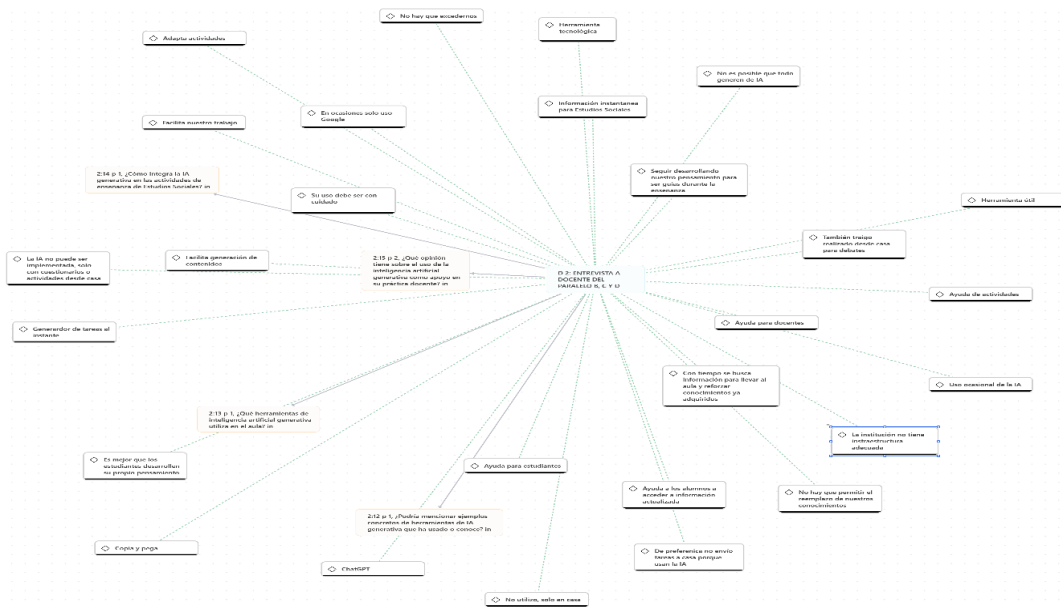 No hay que excedernos
Herramienta
tecnológica
Adapta actividades
No es posible que todo
generen de IA
Información instantanea
para Estudios Sociales
En ocasiones solo uso
Google
Facilita nuestro trabajo
2:14 p 1, ¿Cómo integra la IA
generativa en las actividades de
enseñanza de Estudios Sociales? in
Seguir desarrollando
nuestro pensamiento para
ser guías durante la
enseñanza
Su uso debe ser con
cuidado
Herramienta útil
También traigo
realizado desde casa
para debates
La IA no puede ser
implementada, solo
con cuestionarios o
actividades desde casa
Facilita generación de
contenidos
2:15 p 2, ¿Qué opinión
tiene sobre el uso de la
inteligencia artificial
generativa como apoyo en
su práctica docente? in
D 2: ENTREVISTA A
DOCENTE DEL
PARALELO B, C Y D
Ayuda de actividades
Genererdor de tareas al
instante
Ayuda para docentes
Con tiempo se busca
información para llevar al
aula y reforzar
conocimientos ya
adquiridos
Uso ocasional de la IA
2:13 p 1, ¿Qué herramientas de
inteligencia artificial generativa
utiliza en el aula? in
La institución no tiene
instraestructura
adecuada
Es mejor que los
estudiantes desarrollen
su propio pensamiento
Ayuda para estudiantes
Ayuda a los alumnos a
acceder a información
actualizada
No hay que permitir el
reemplazo de nuestros
conocimientos
2:12 p 1, ¿Podría mencionar ejemplos
concretos de herramientas de IA
generativa que ha usado o conoce? in
Copia y pega
De preferenica no envío
tareas a casa porque
usan la IA
ChatGPT
No utilizo, solo en casa